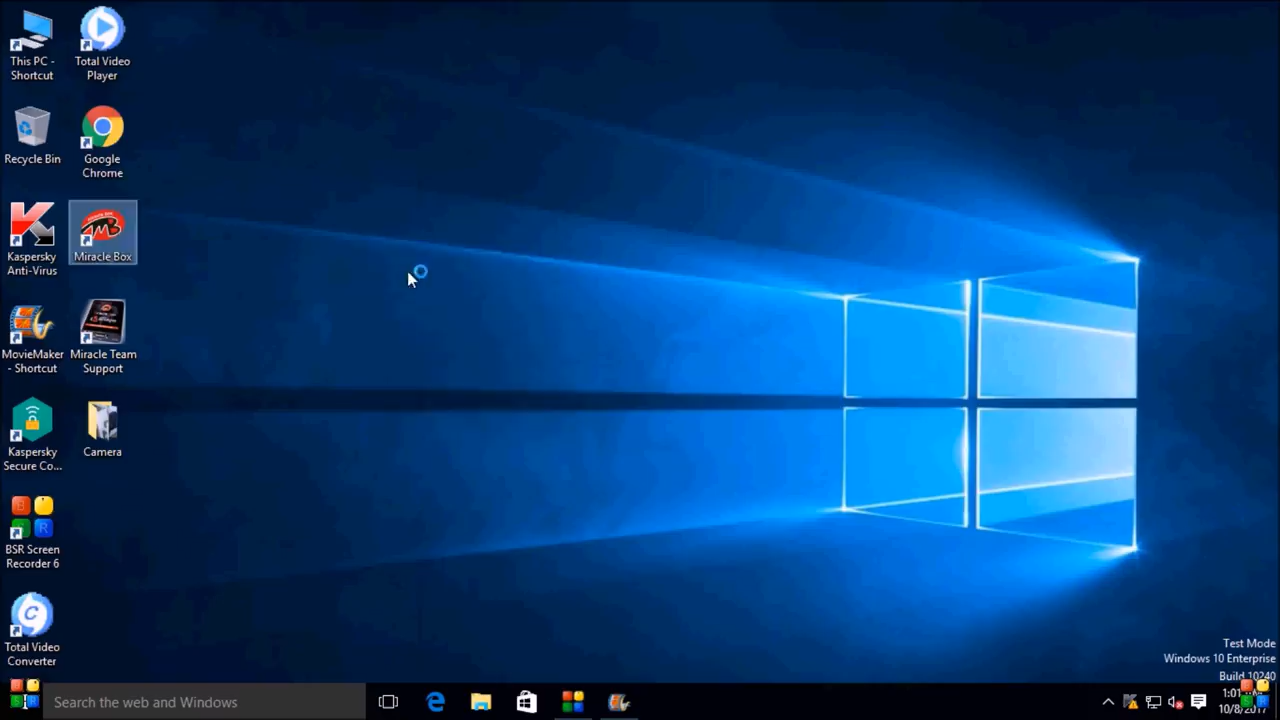 This PC -
Shortcut
Total Video
Player
Recycle Bin
Google
Chrome
Kaspersky
Anti-Virus
Miracle Box
MovieMaker
- Shortcut
Miracle Team
Support
Kaspersky
Secure Co...
Camera
BSR Screen
Recorder 6
Total Video
Converter
Test Mode
Windows 10 Enterprise
Build 10240
Search the web and Windows
10/8/2017